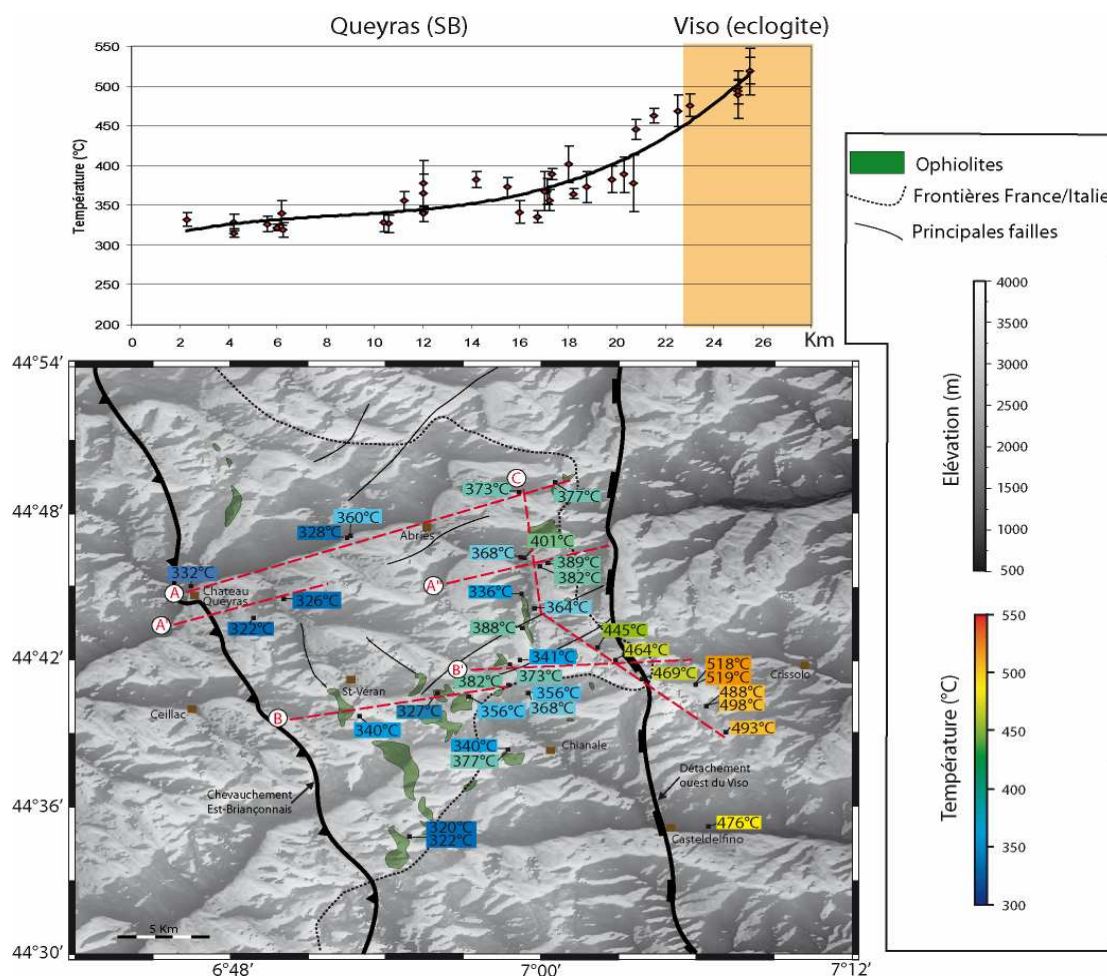 Queyras (SB)
Viso (eclogite)
Température (°C)
550
500
450
400
350
300
250
200
0 2 4 6 8 10 12 14 16 18 20 22 24 26 Km
Ophiolites
Frontières France/Italie
Principales failles
Elévation (m)
4000
3500
3000
2500
2000
1500
1000
500
Température (°C)
550
500
450
400
350
300
44°54′
44°48′
44°42′
44°36′
44°30′
6°48′
7°00′
7°12′
C
373°C
377°C
360°C
328°C
Abriès
401°C
368°C
389°C
382°C
332°C
A
Chateau
Queyras
A'
336°C
326°C
364°C
A
322°C
388°C
445°C
464°C
341°C
B'
518°C
519°C
Crissolo
382°C
373°C
469°C
St-Véran
488°C
498°C
327°C
356°C
356°C
368°C
Ceillac
B
340°C
493°C
340°C
377°C
Chianale
Détachement
ouest du Viso
Chevauchement
Est-Briançonnais
320°C
322°C
476°C
Casteldelfino
5 Km